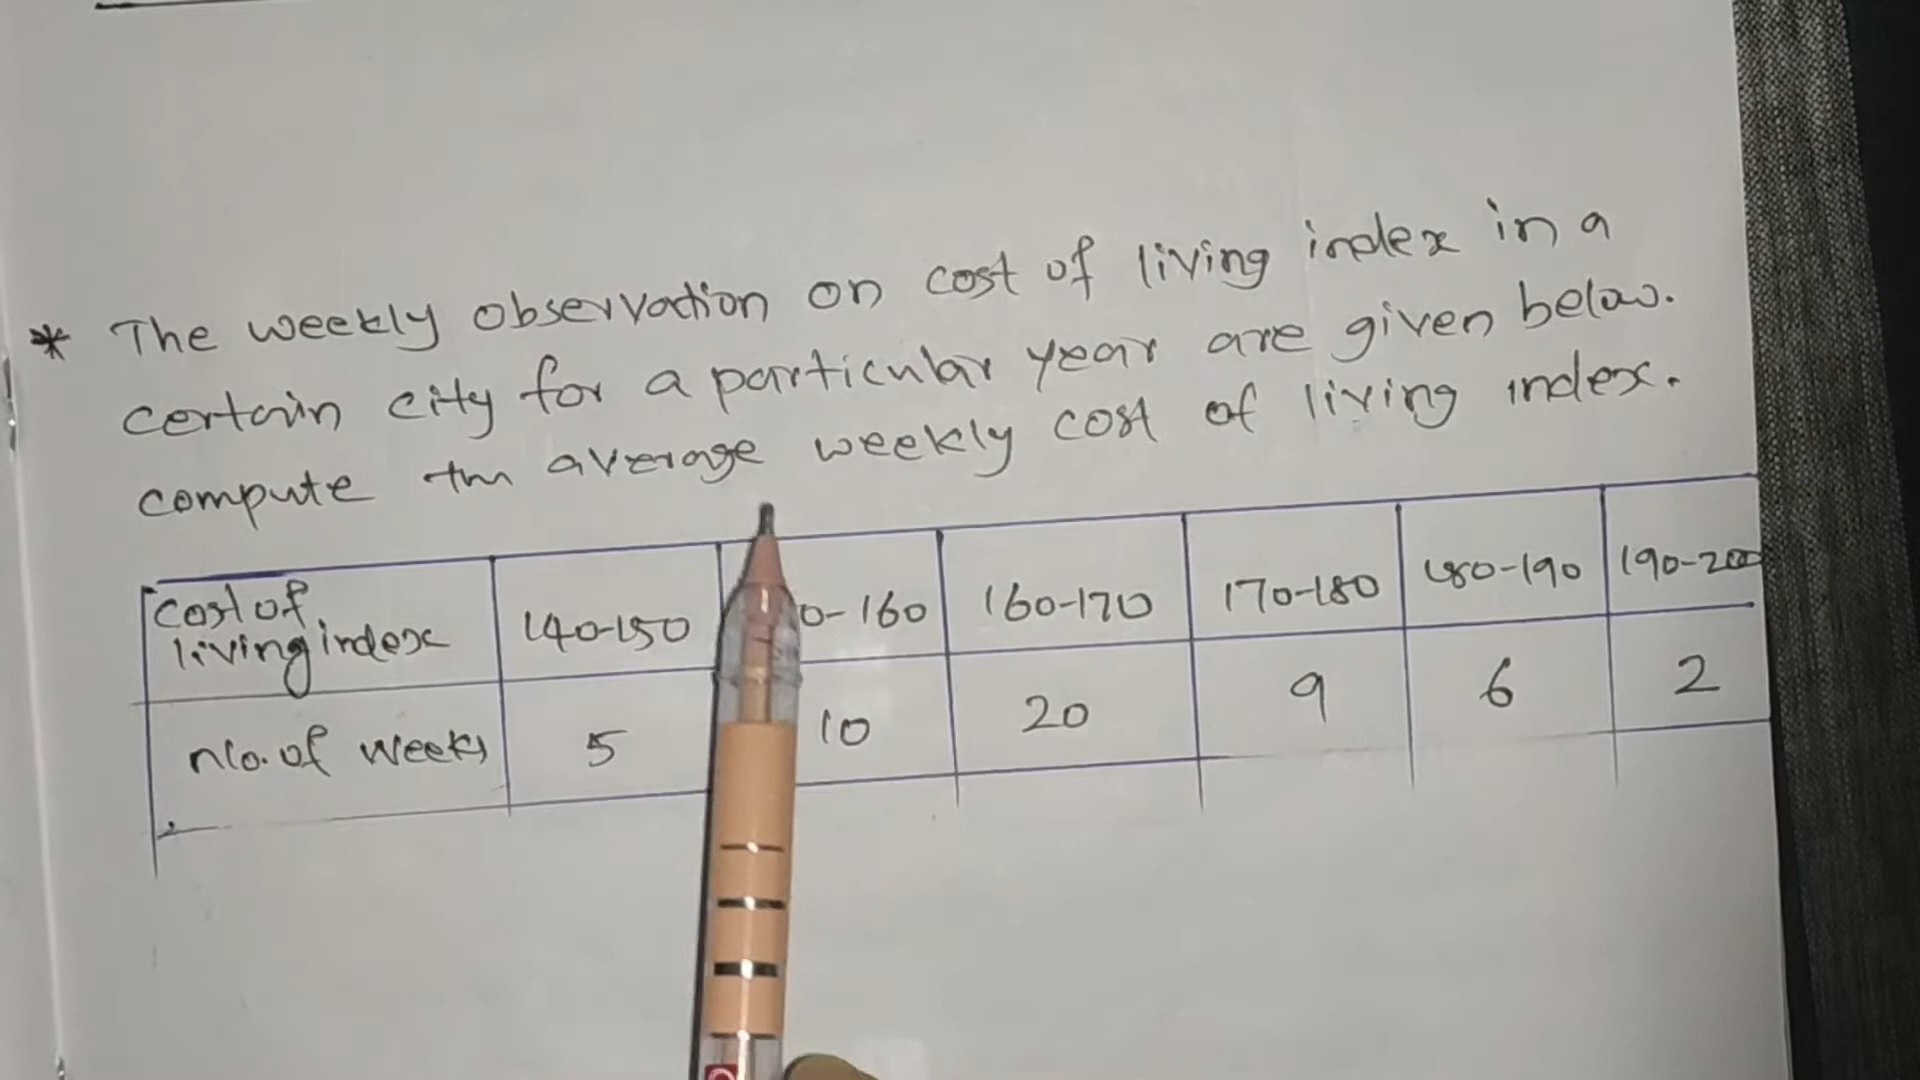 * The weekly observation on cost of living index in a
certain city for a particular year are given below.
compute the average weekly cost of living index.
Cost of living index 140-150 0-160 160-170 170-180 180-190 190-200
No. of weeks 5 10 20 9 6 2